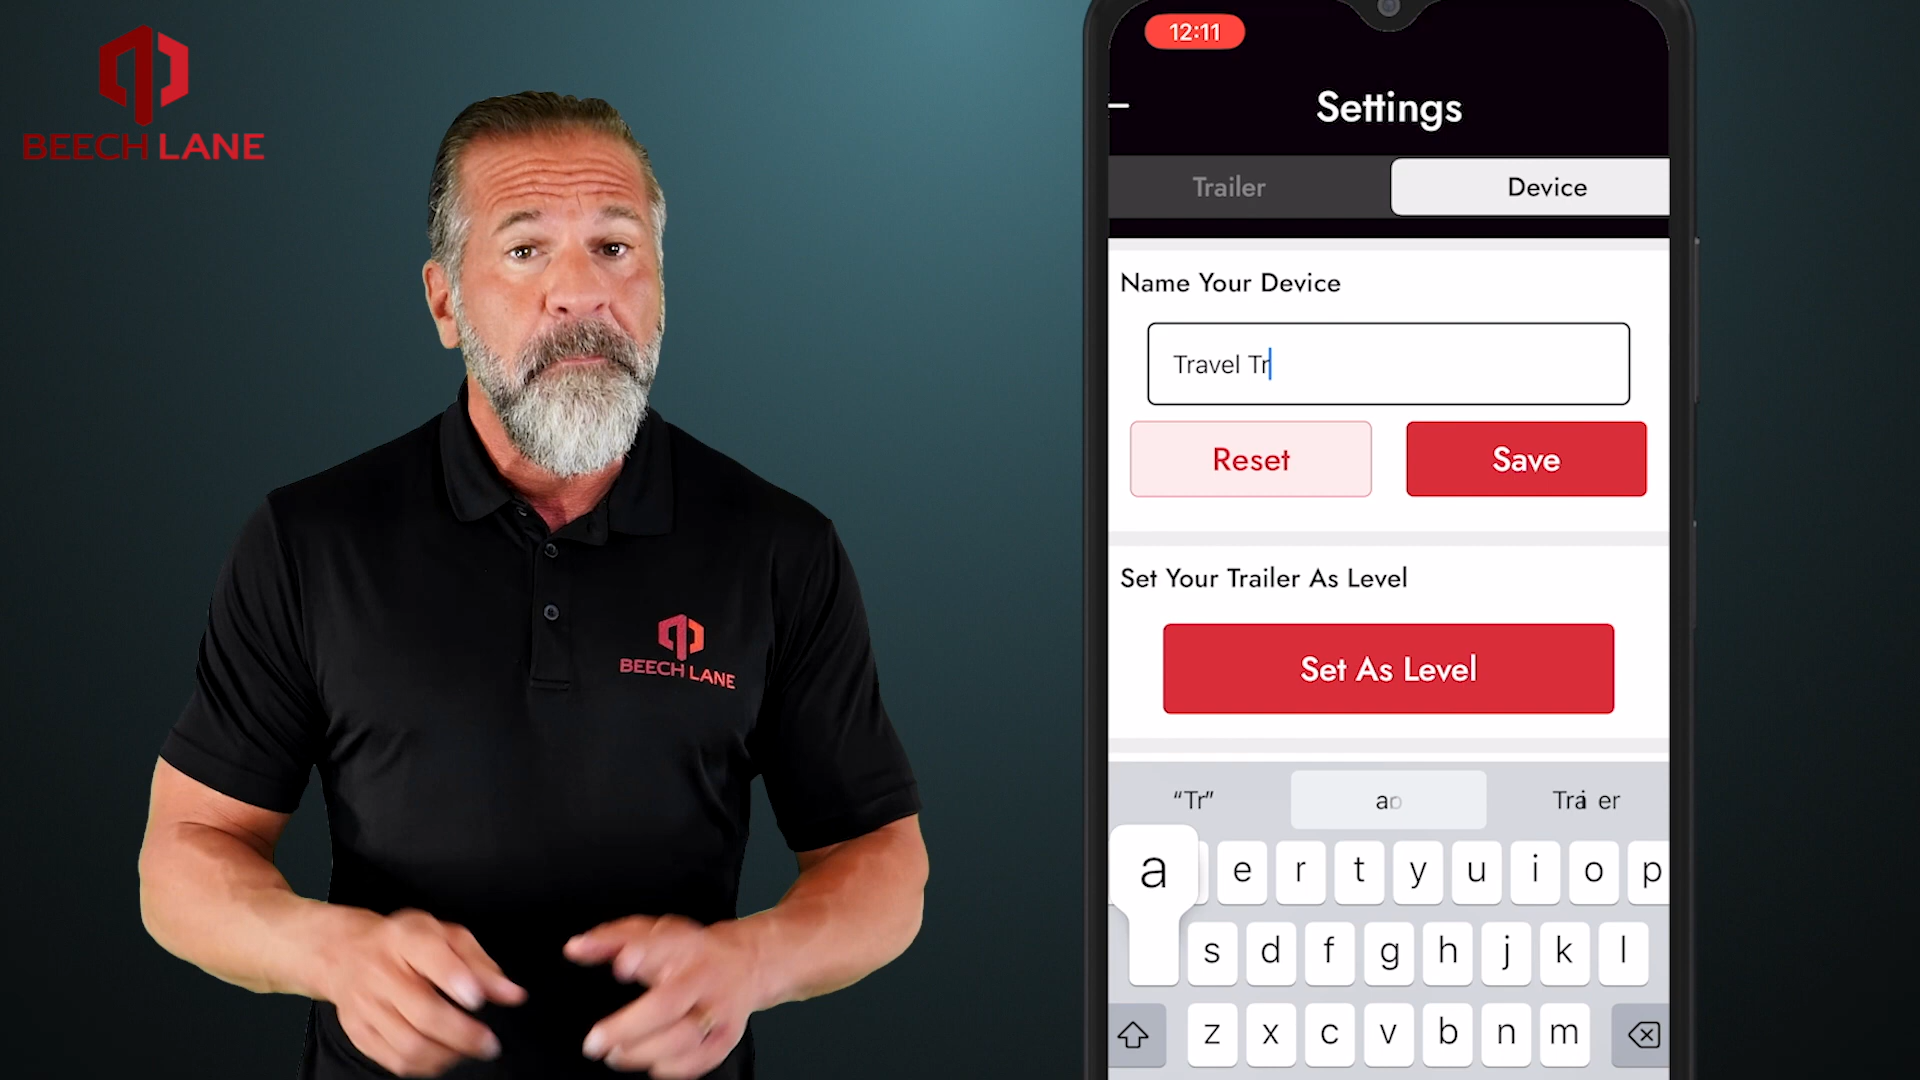 BEECH LANE
BEECH LANE
12:11
Settings
Trailer Device
Name Your Device
Travel Tr
Reset Save
Set Your Trailer As Level
Set As Level
"Tr"
a e r t y u i o p
s d f g h j k l
z x c v b n m